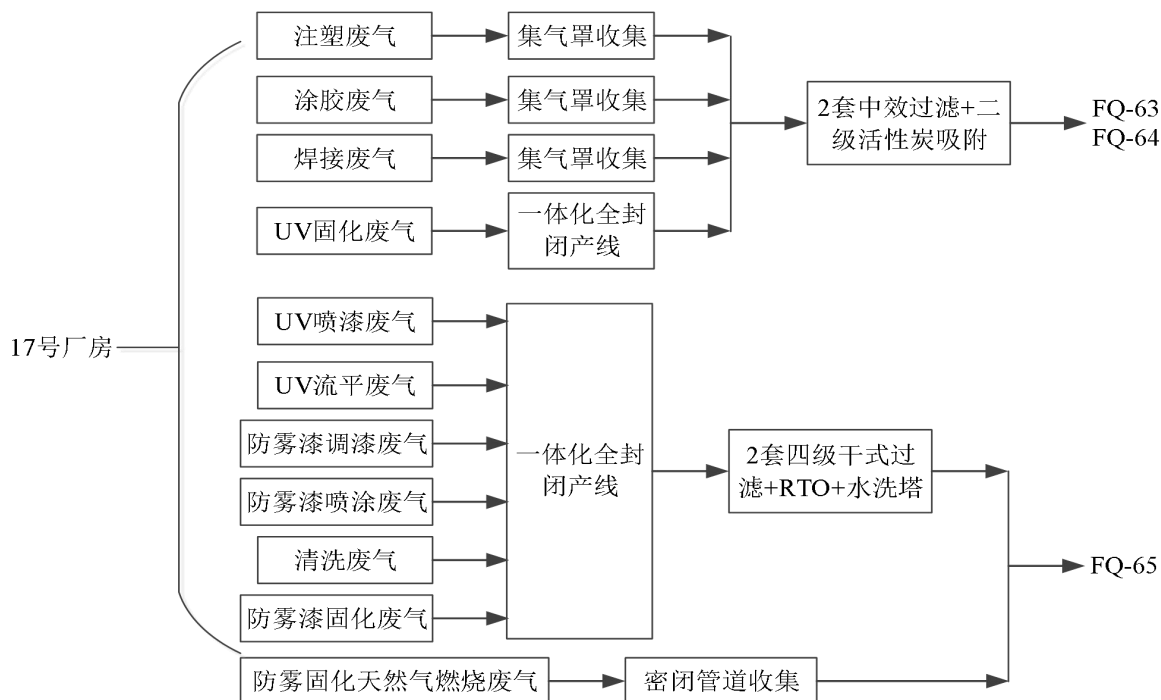 注塑废气
集气罩收集
涂胶废气
集气罩收集
2套中效过滤+二
级活性炭吸附
FQ-63
FQ-64
焊接废气
集气罩收集
UV固化废气
一体化全封
闭产线
17号厂房
UV喷漆废气
UV流平废气
防雾漆调漆废气
防雾漆喷涂废气
清洗废气
防雾漆固化废气
一体化全封
闭产线
2套四级干式过
滤+RTO+水洗塔
FQ-65
防雾固化天然气燃烧废气
密闭管道收集